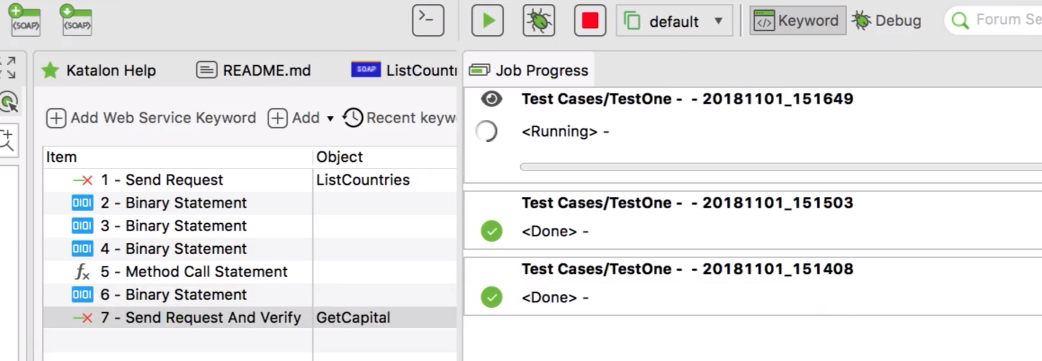 SOAP
SOAP
default
Keyword
Debug
Forum Se
Katalon Help
README.md
SOAP
ListCountr
Job Progress
Add Web Service Keyword
Add
Recent keyw
Item
Object
1 - Send Request
ListCountries
2 - Binary Statement
3 - Binary Statement
4 - Binary Statement
5 - Method Call Statement
6 - Binary Statement
7 - Send Request And Verify
GetCapital
Test Cases/TestOne - - 20181101_151649
<Running> -
Test Cases/TestOne - - 20181101_151503
<Done> -
Test Cases/TestOne - - 20181101_151408
<Done> -